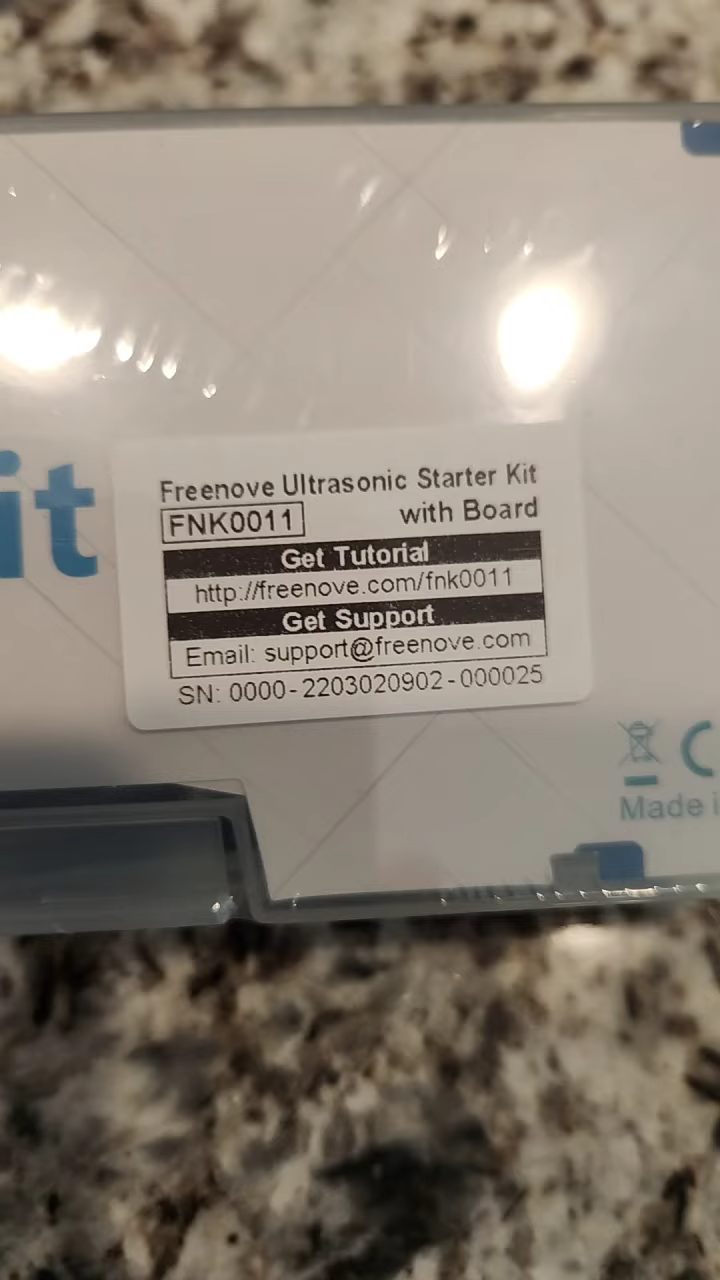 it
Freenove Ultrasonic Starter Kit
FNK0011 with Board
Get Tutorial
http://freenove.com/fnk0011
Get Support
Email: support@freenove.com
SN: 0000-2203020902-000025
C
Made i